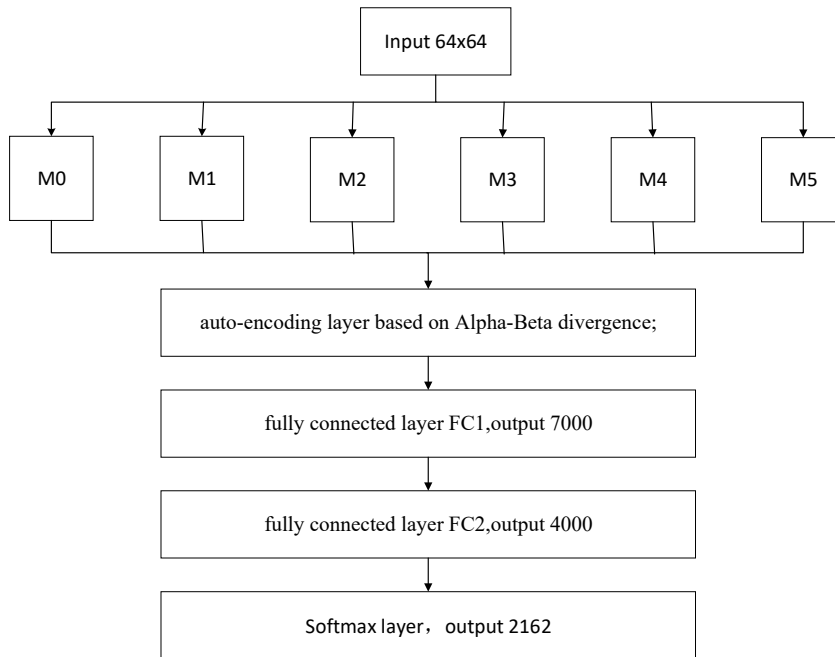 Input 64x64
M0
M1
M2
M3
M4
M5
auto-encoding layer based on Alpha-Beta divergence;
fully connected layer FC1,output 7000
fully connected layer FC2,output 4000
Softmax layer，output 2162